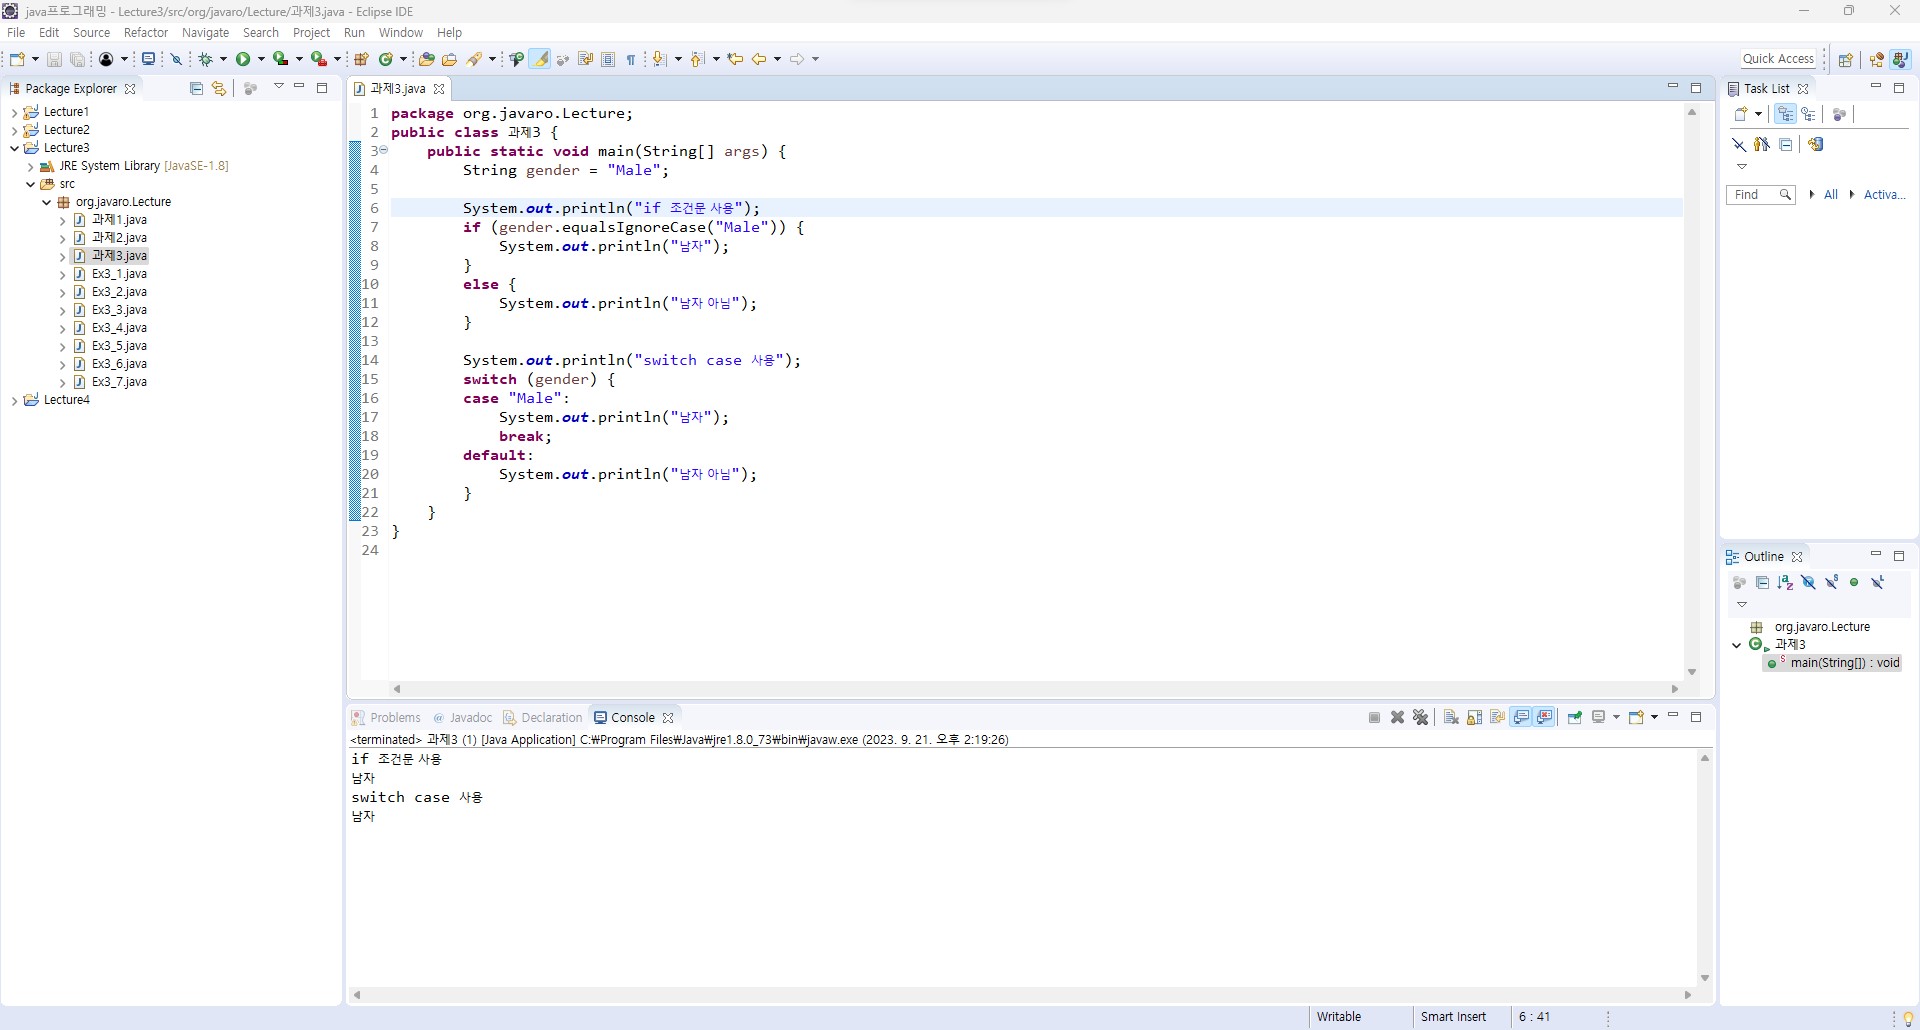 java프로그래밍 - Lecture3/src/org/javaro/Lecture/과제3.java - Eclipse IDE
File Edit Source Refactor Navigate Search Project Run Window Help
Quick Access
Package Explorer
Lecture1
Lecture2
Lecture3
JRE System Library [JavaSE-1.8]
src
org.javaro.Lecture
과제1.java
과제2.java
과제3.java
Ex3_1.java
Ex3_2.java
Ex3_3.java
Ex3_4.java
Ex3_5.java
Ex3_6.java
Ex3_7.java
Lecture4
과제3.java
1 package org.javaro.Lecture;
2 public class 과제3 {
3 public static void main(String[] args) {
4 String gender = "Male";
5
6 System.out.println("if 조건문 사용");
7 if (gender.equalsIgnoreCase("Male")) {
8 System.out.println("남자");
9 }
10 else {
11 System.out.println("남자 아님");
12 }
13
14 System.out.println("switch case 사용");
15 switch (gender) {
16 case "Male":
17 System.out.println("남자");
18 break;
19 default:
20 System.out.println("남자 아님");
21 }
22 }
23 }
24
Problems @ Javadoc Declaration Console
<terminated> 과제3 (1) [Java Application] C:₩Program Files₩Java₩jre1.8.0_73₩bin₩javaw.exe (2023. 9. 21. 오후 2:19:26)
if 조건문 사용
남자
switch case 사용
남자
Task List
Find All Activa...
Outline
org.javaro.Lecture
과제3
main(String[]) : void
Writable Smart Insert 6 : 41